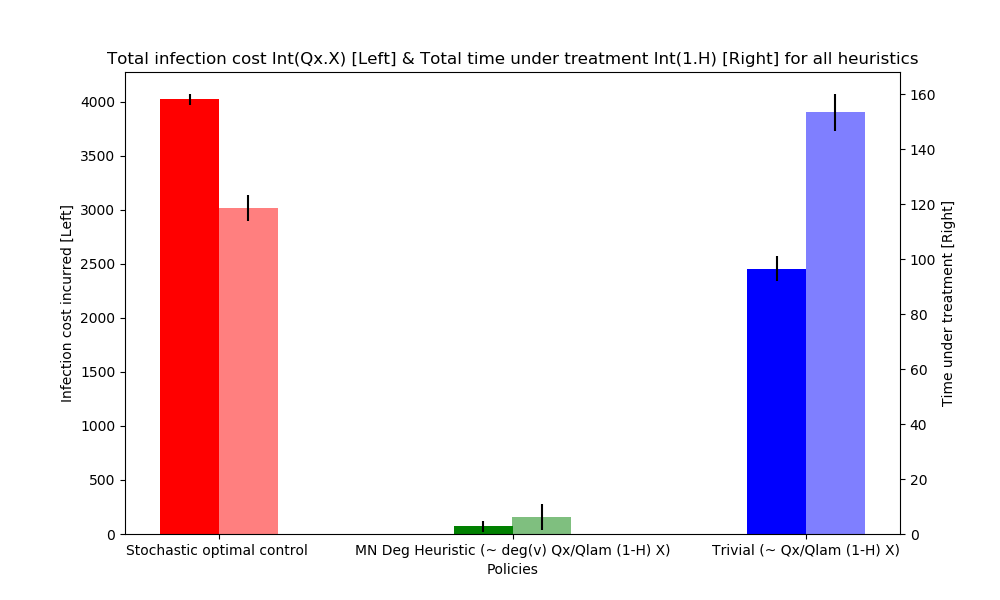 Total infection cost Int(Qx.X) [Left] & Total time under treatment Int(1.H) [Right] for all heuristics
Infection cost incurred [Left]
4000
3500
3000
2500
2000
1500
1000
500
0
160
140
120
100
80
60
40
20
0
Time under treatment [Right]
Stochastic optimal control
MN Deg Heuristic (~ deg(v) Qx/Qlam (1-H) X)
Trivial (~ Qx/Qlam (1-H) X)
Policies